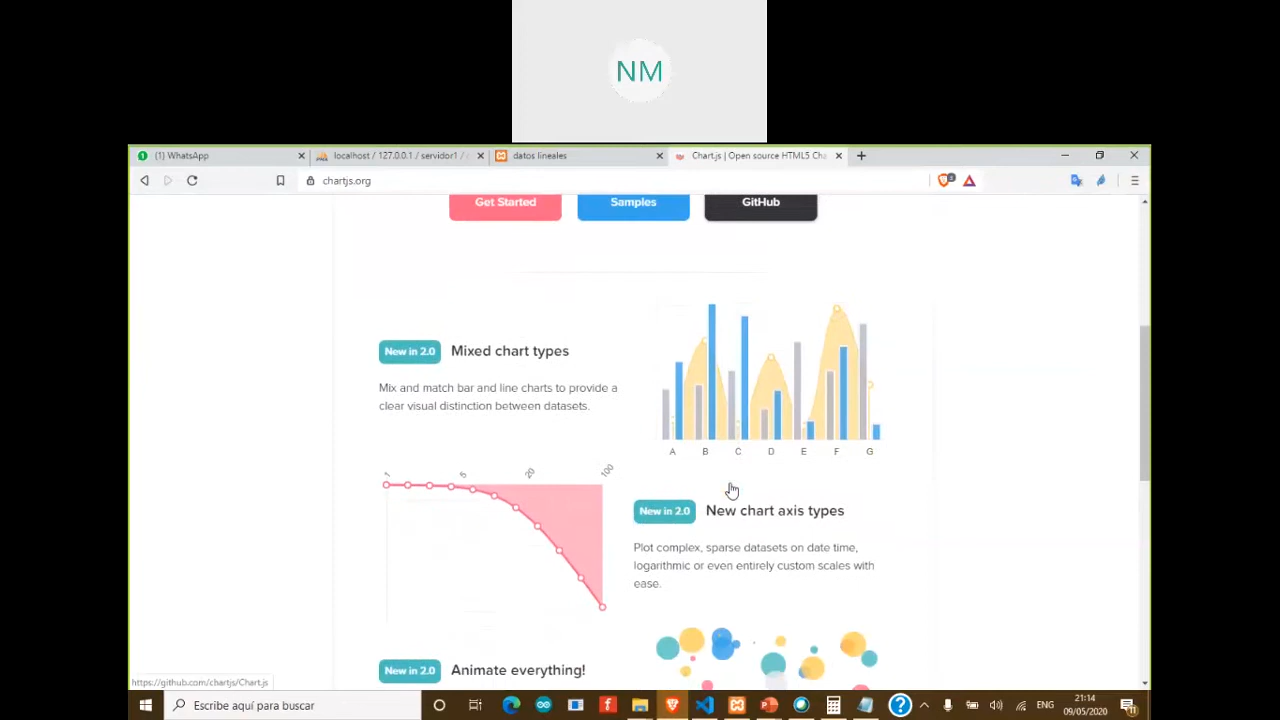 NM
(1) WhatsApp
localhost / 127.0.0.1 / servidor1 /
datos lineales
Chart.js | Open source HTML5 Cha
chartjs.org
Get Started
Samples
GitHub
New in 2.0
Mixed chart types
Mix and match bar and line charts to provide a
clear visual distinction between datasets.
A B C D E F G
1 5 20 100
New in 2.0
New chart axis types
Plot complex, sparse datasets on date time,
logarithmic or even entirely custom scales with
ease.
New in 2.0
Animate everything!
https://github.com/chartjs/Chart.js
Escribe aquí para buscar
ENG
21:14
09/05/2020